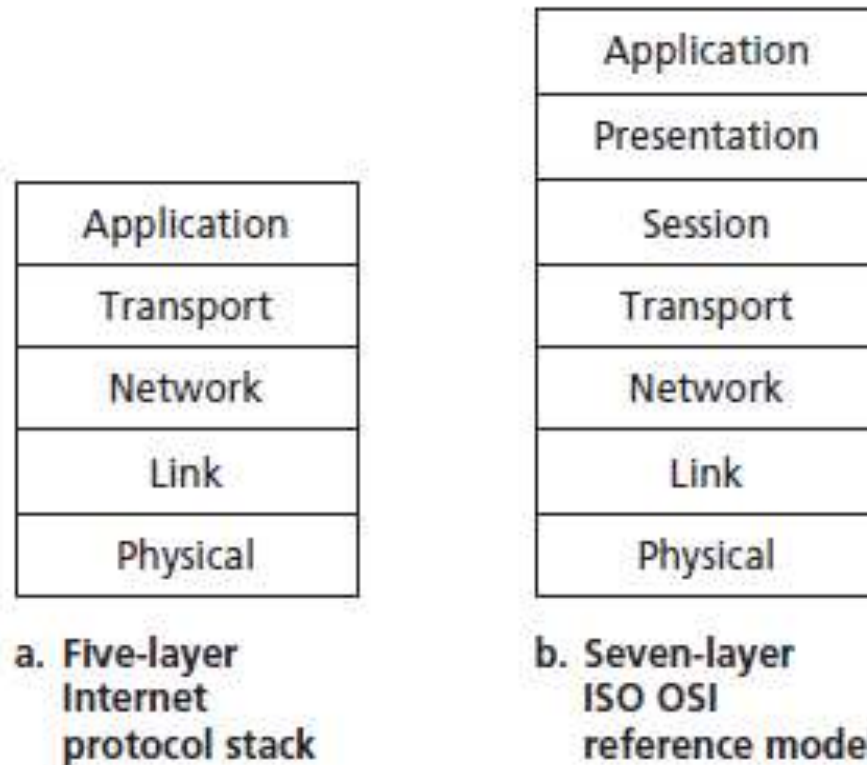 Application
Transport
Network
Link
Physical
a. Five-layer
Internet
protocol stack
Application
Presentation
Session
Transport
Network
Link
Physical
b. Seven-layer
ISO OSI
reference mode